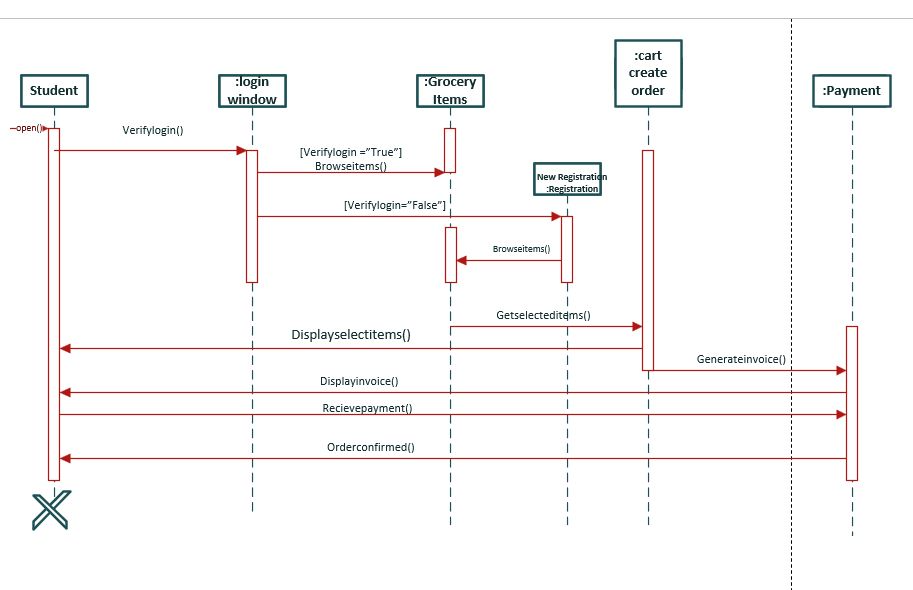 Student
:login
window
:Grocery
Items
:cart
create
order
:Payment
open()
Verifylogin()
[Verifylogin =”True”]
Browseitems()
New Registration
:Registration
[Verifylogin=”False”]
Browseitems()
Getselecteditems()
Displayselectitems()
Generateinvoice()
Displayinvoice()
Recievepayment()
Orderconfirmed()